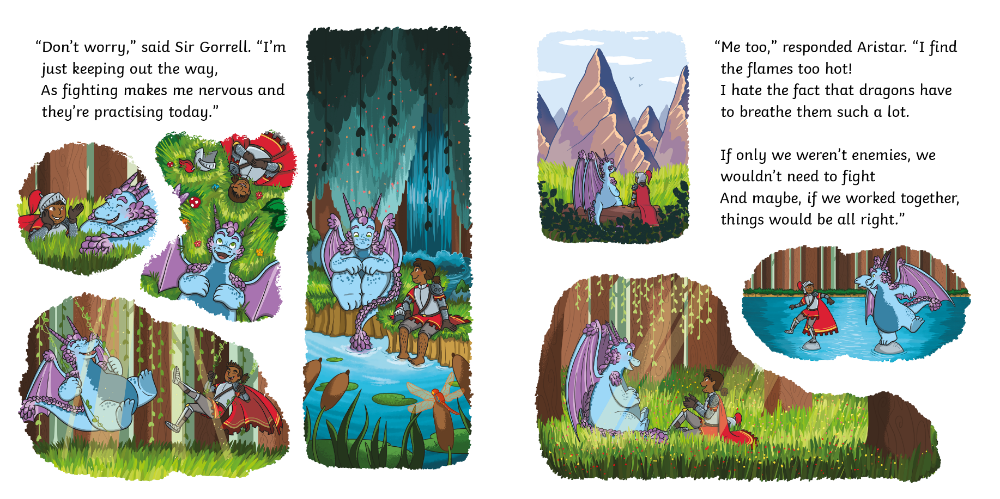 “Don’t worry,” said Sir Gorrell. “I’m
just keeping out the way,
As fighting makes me nervous and
they’re practising today.”
“Me too,” responded Aristar. “I find
the flames too hot!
I hate the fact that dragons have
to breathe them such a lot.
If only we weren’t enemies, we
wouldn’t need to fight
And maybe, if we worked together,
things would be all right.”